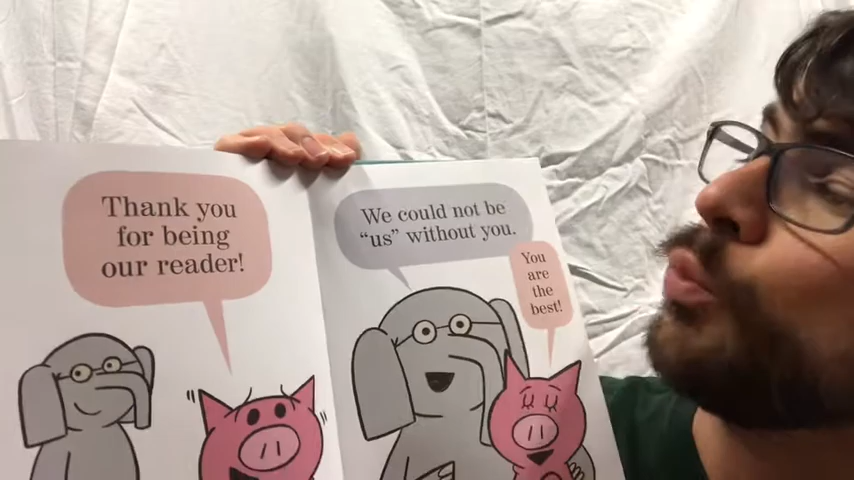 Thank you
for being
our reader!
We could not be
“us” without you.
You
are
the
best!